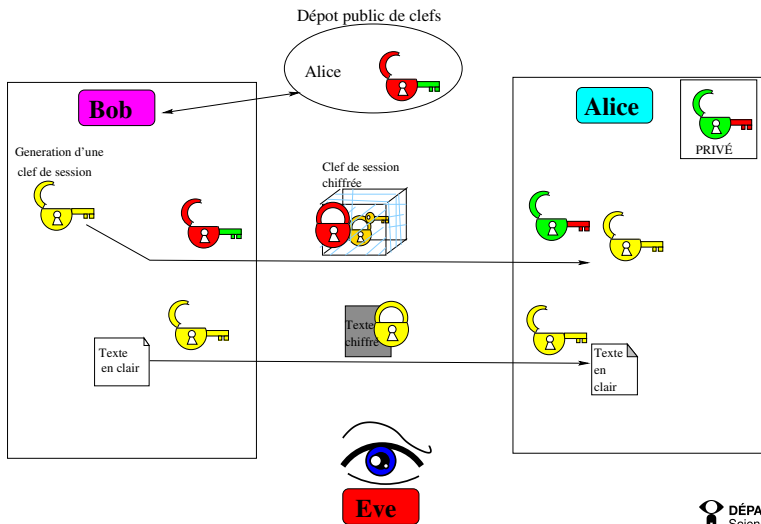 Dépot public de clefs
Alice
Bob
Alice
PRIVÉ
Generation d'une
clef de session
Clef de session
chiffrée
Texte
chiffré
Texte
en clair
Texte
en
clair
Eve